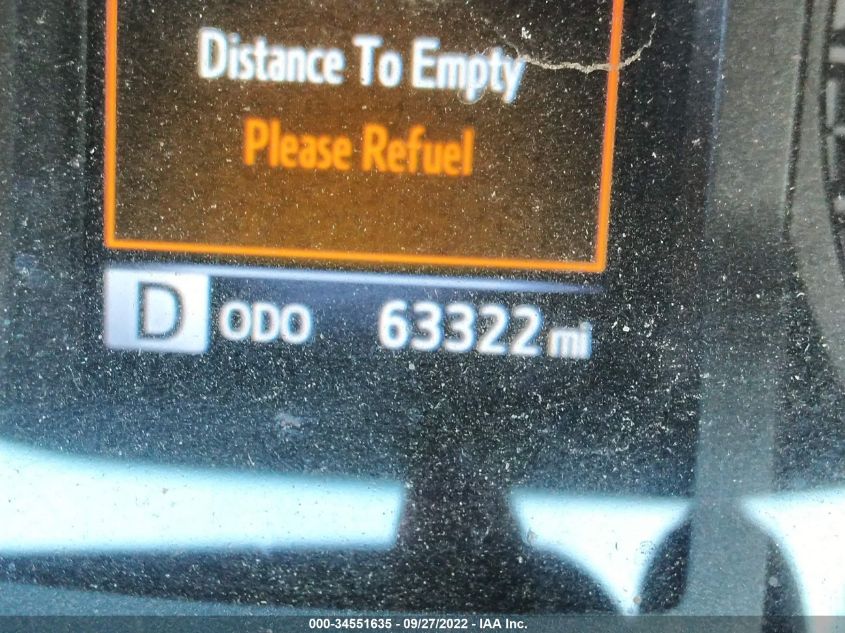 Distance To Empty
Please Refuel
D ODO 63322 mi
000-34551635 - 09/27/2022 - IAA Inc.